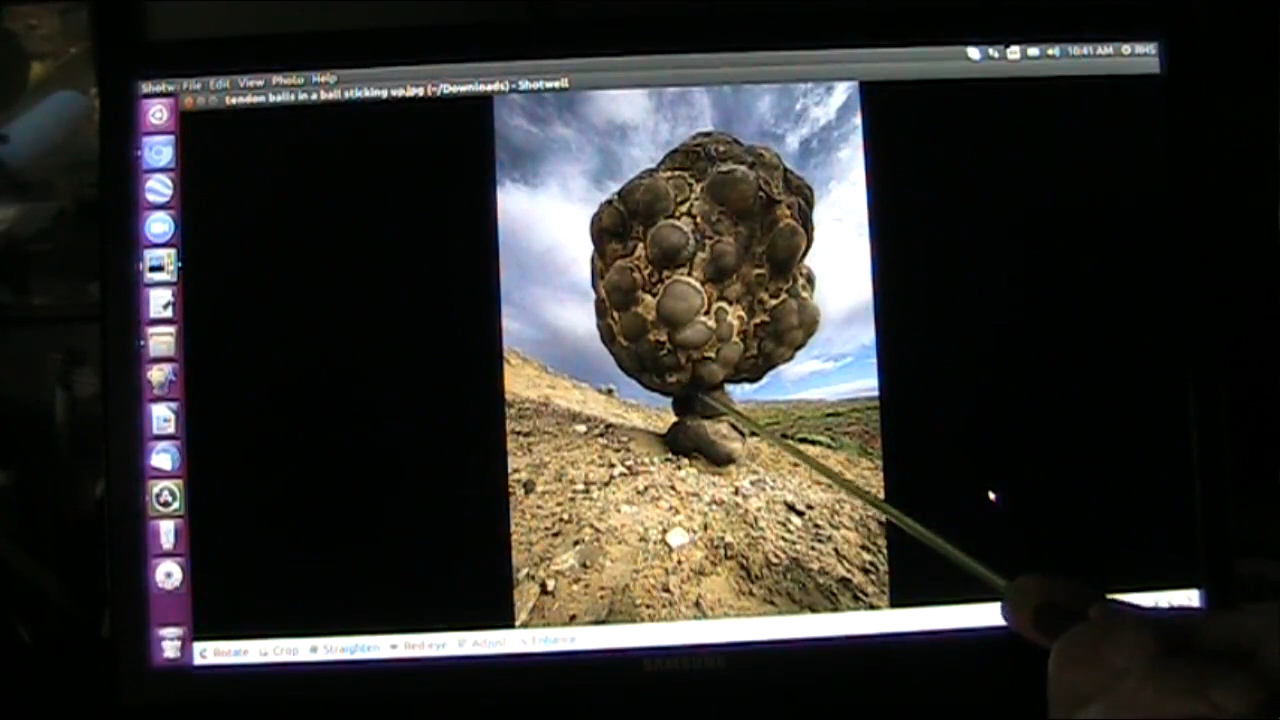 Shotw File Edit View Photo Help
10:41 AM RHS
tendon balls in a ball sticking up.jpg (~/Downloads) - Shotwell
Rotate Crop Straighten Red-eye Adjust Enhance
SAMSUNG